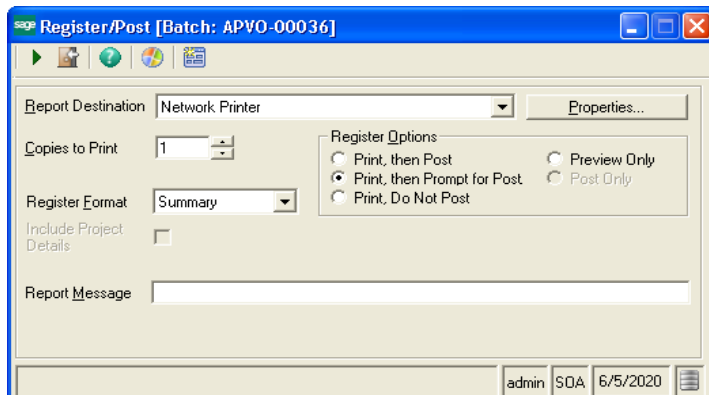 sage Register/Post [Batch: APVO-00036]
Report Destination Network Printer Properties...
Copies to Print 1
Register Options
Print, then Post Preview Only
Print, then Prompt for Post Post Only
Print, Do Not Post
Register Format Summary
Include Project
Details
Report Message
admin SOA 6/5/2020